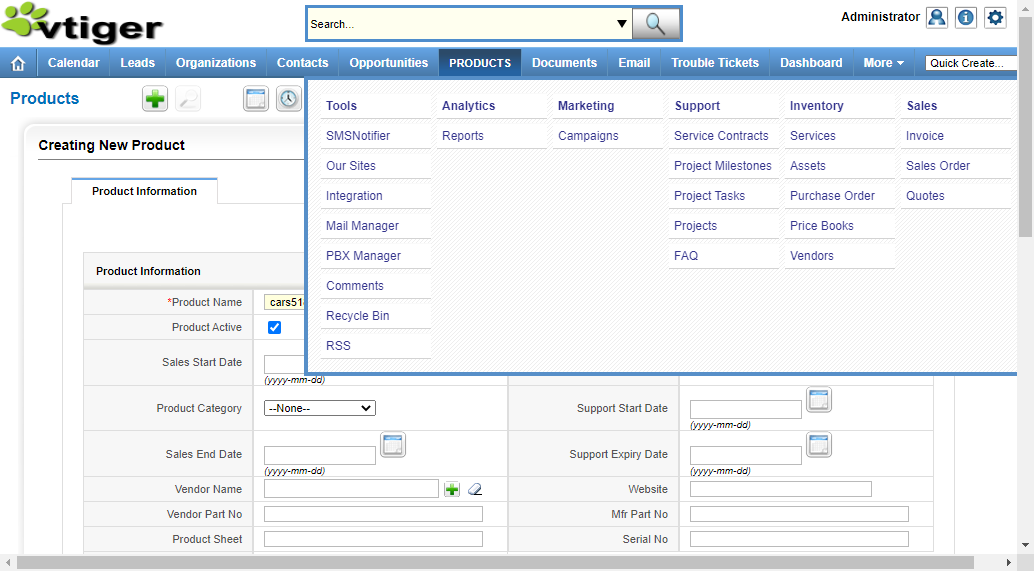 vtiger
Search...
Administrator
Calendar Leads Organizations Contacts Opportunities PRODUCTS Documents Email Trouble Tickets Dashboard More Quick Create...
Products
Tools Analytics Marketing Support Inventory Sales
SMSNotifier Reports Campaigns Service Contracts Services Invoice
Our Sites Project Milestones Assets Sales Order
Integration Project Tasks Purchase Order Quotes
Mail Manager Projects Price Books
PBX Manager FAQ Vendors
Comments
Recycle Bin
RSS
Creating New Product
Product Information
Product Information
*Product Name
Product Active
Sales Start Date
(yyyy-mm-dd)
Product Category --None-- Support Start Date
(yyyy-mm-dd)
Sales End Date Support Expiry Date
(yyyy-mm-dd) (yyyy-mm-dd)
Vendor Name Website
Vendor Part No Mfr Part No
Product Sheet Serial No